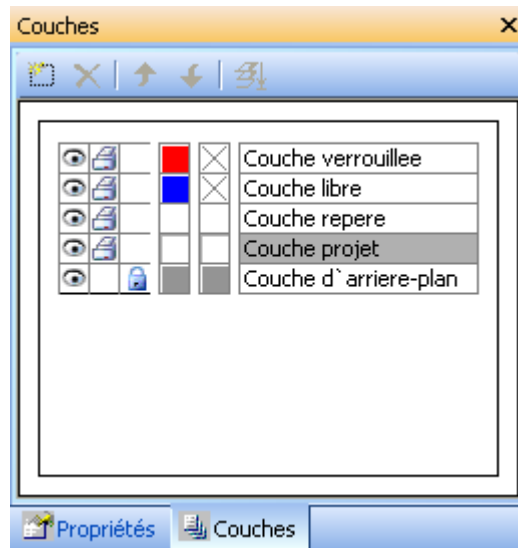 Couches
Couche verrouillee
Couche libre
Couche repere
Couche projet
Couche d`arriere-plan
Propriétés
Couches